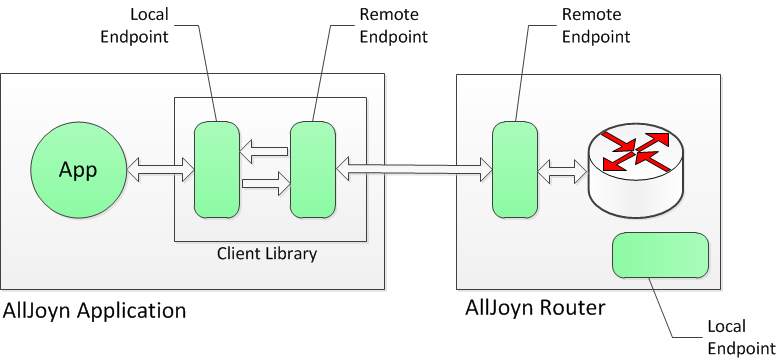 Local
Endpoint
Remote
Endpoint
Remote
Endpoint
App
Client Library
AllJoyn Application
AllJoyn Router
Local
Endpoint